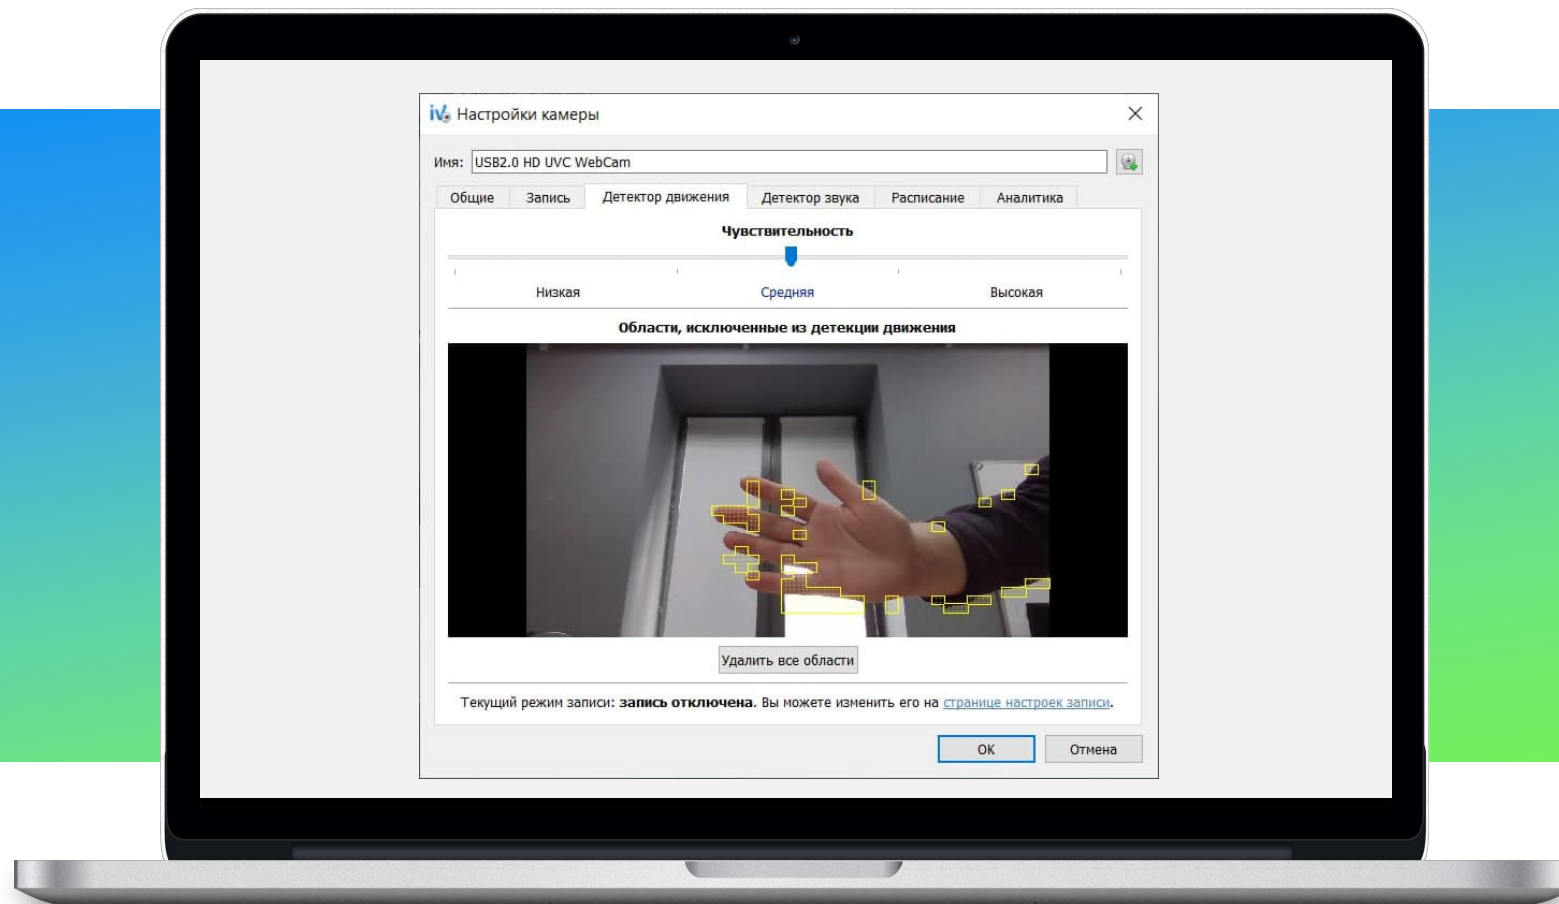 iV Настройки камеры
Имя: USB2.0 HD UVC WebCam
Общие Запись Детектор движения Детектор звука Расписание Аналитика
Чувствительность
Низкая Средняя Высокая
Области, исключенные из детекции движения
Удалить все области
Текущий режим записи: запись отключена. Вы можете изменить его на странице настроек записи.
OK Отмена